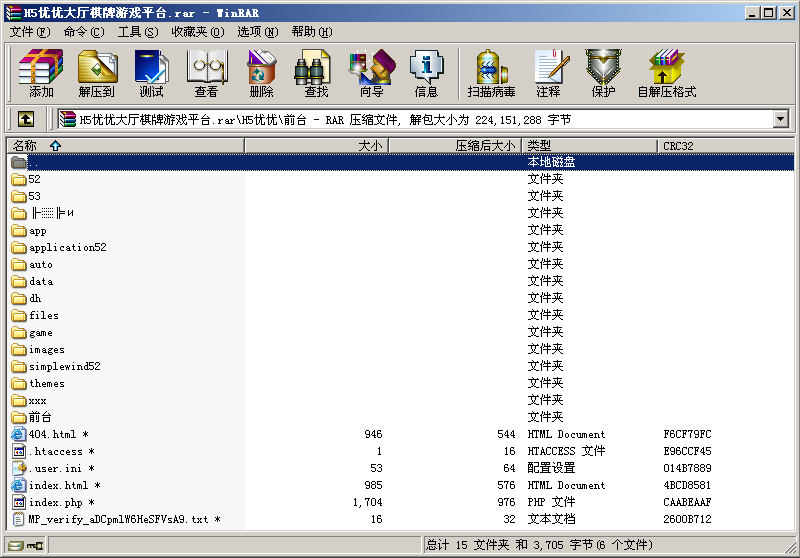 H5优优大厅棋牌游戏平台.rar - WinRAR
文件(F) 命令(C) 工具(S) 收藏夹(O) 选项(N) 帮助(H)
添加 解压到 测试 查看 删除 查找 向导 信息 扫描病毒 注释 保护 自解压格式
H5优优大厅棋牌游戏平台.rar\H5优优\前台 - RAR 压缩文件, 解包大小为 224,151,288 字节
名称 大小 压缩后大小 类型 CRC32
.. 本地磁盘
52 文件夹
53 文件夹
文件夹
app 文件夹
application52 文件夹
auto 文件夹
data 文件夹
dh 文件夹
files 文件夹
game 文件夹
images 文件夹
simplewind52 文件夹
themes 文件夹
xxx 文件夹
前台 文件夹
404.html * 946 544 HTML Document F6CF79FC
.htaccess * 1 16 HTACCESS 文件 E96CCF45
.user.ini * 53 64 配置设置 014B7889
index.html * 985 576 HTML Document 4BCD8581
index.php * 1,704 976 PHP 文件 CAABEAAF
MP_verify_aDCpmlW6HeSFVsA9.txt * 16 32 文本文档 2600B712
总计 15 文件夹 和 3,705 字节(6 个文件)